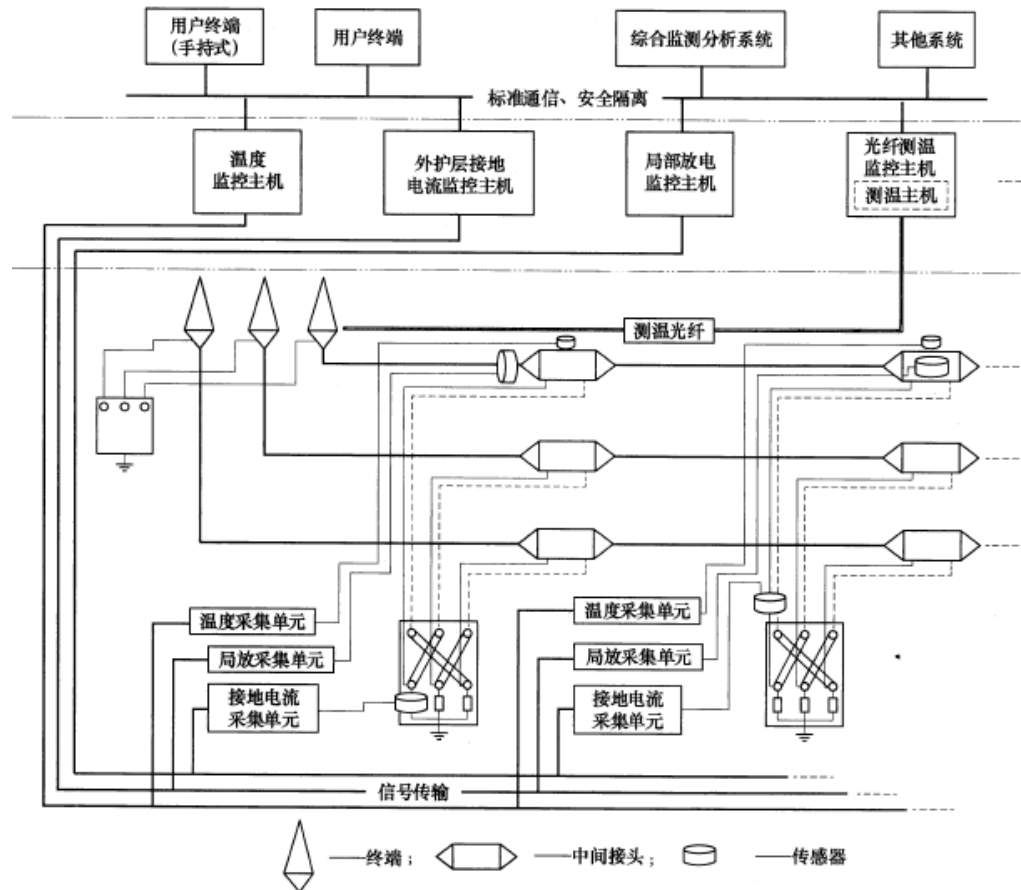 用户终端
(手持式)
用户终端
综合监测分析系统
其他系统
标准通信、安全隔离
温度
监控主机
外护层接地
电流监控主机
局部放电
监控主机
光纤测温
监控主机
测温主机
测温光纤
温度采集单元
局放采集单元
接地电流
采集单元
温度采集单元
局放采集单元
接地电流
采集单元
信号传输
——终端； ——中间接头； ——传感器